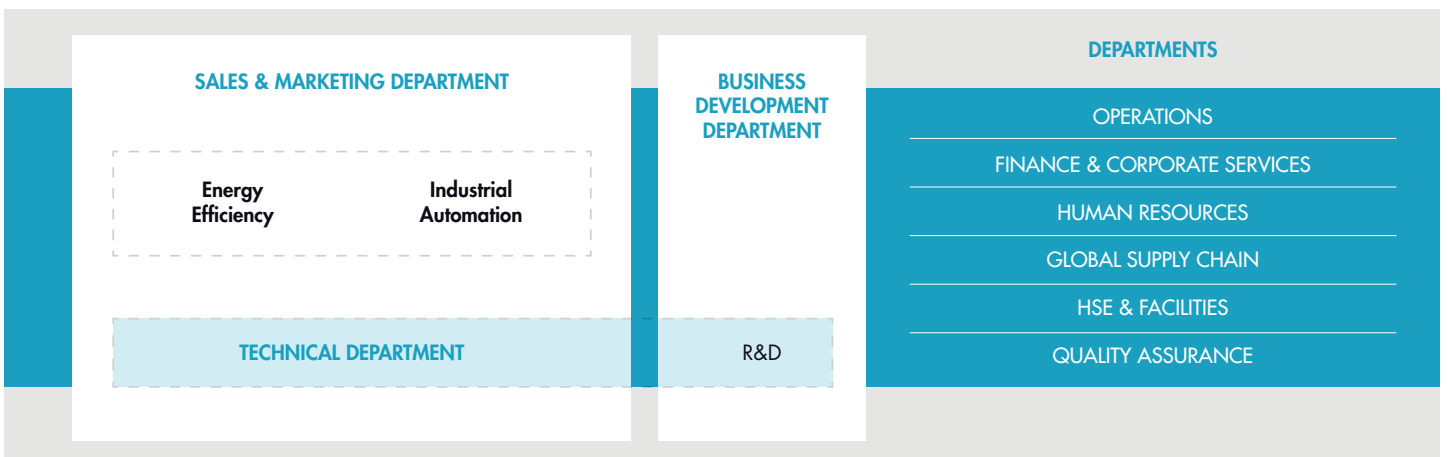 SALES & MARKETING DEPARTMENT
Energy
Efficiency
Industrial
Automation
TECHNICAL DEPARTMENT
BUSINESS
DEVELOPMENT
DEPARTMENT
R&D
DEPARTMENTS
OPERATIONS
FINANCE & CORPORATE SERVICES
HUMAN RESOURCES
GLOBAL SUPPLY CHAIN
HSE & FACILITIES
QUALITY ASSURANCE